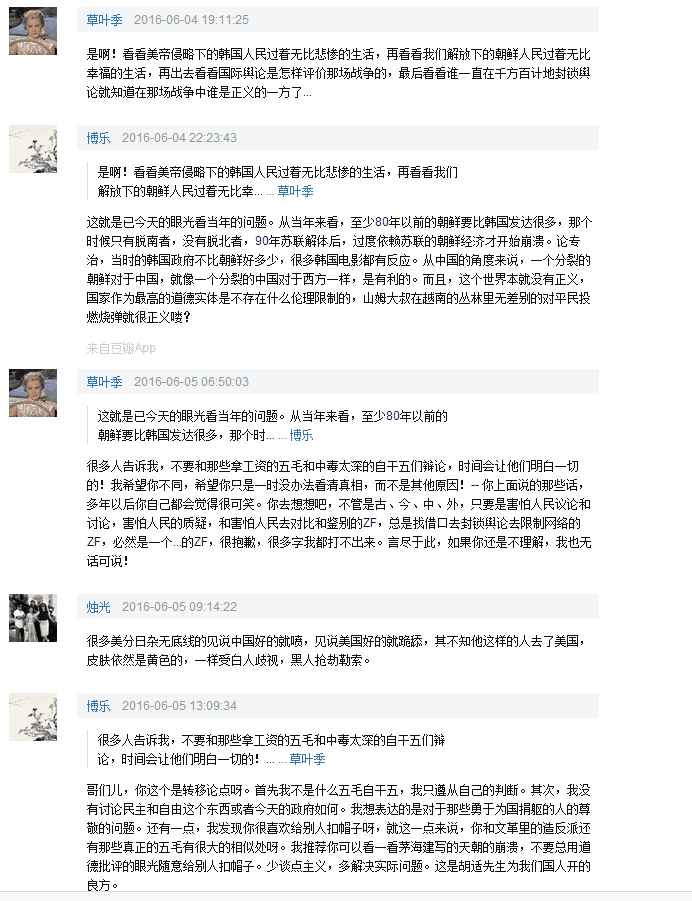 草叶季 2016-06-04 19:11:25
是啊！看看美帝侵略下的韩国人民过着无比悲惨的生活，再看看我们解放下的朝鲜人民过着无比
幸福的生活，再出去看看国际舆论是怎样评价那场战争的，最后看看谁一直在千方百计地封锁舆
论就知道在那场战争中谁是正义的一方了...
博乐 2016-06-04 22:23:43
是啊！看看美帝侵略下的韩国人民过着无比悲惨的生活，再看看我们
解放下的朝鲜人民过着无比幸... ... 草叶季
这就是已今天的眼光看当年的问题。从当年来看，至少80年以前的朝鲜要比韩国发达很多，那个
时候只有脱南者，没有脱北者，90年苏联解体后，过度依赖苏联的朝鲜经济才开始崩溃。论专
治，当时的韩国政府不比朝鲜好多少，很多韩国电影都有反应。从中国的角度来说，一个分裂的
朝鲜对于中国，就像一个分裂的中国对于西方一样，是有利的。而且，这个世界本就没有正义，
国家作为最高的道德实体是不存在什么伦理限制的，山姆大叔在越南的丛林里无差别的对平民投
燃烧弹就很正义喽？
来自豆瓣App
草叶季 2016-06-05 06:50:03
这就是已今天的眼光看当年的问题。从当年来看，至少80年以前的
朝鲜要比韩国发达很多，那个时... ... 博乐
很多人告诉我，不要和那些拿工资的五毛和中毒太深的自干五们辩论，时间会让他们明白一切
的！我希望你不同，希望你只是一时没办法看清真相，而不是其他原因！-- 你上面说的那些话，
多年以后你自己都会觉得很可笑。你去想想吧，不管是古、今、中、外，只要是害怕人民议论和
讨论，害怕人民的质疑，和害怕人民去对比和鉴别的ZF，总是找借口去封锁舆论去限制网络的
ZF，必然是一个...的ZF，很抱歉，很多字我都打不出来。言尽于此，如果你还是不理解，我也无
话可说！
烛光 2016-06-05 09:14:22
很多美分日杂无底线的见说中国好的就喷，见说美国好的就跪舔，其不知他这样的人去了美国，
皮肤依然是黄色的，一样受白人歧视，黑人抢劫勒索。
博乐 2016-06-05 13:09:34
很多人告诉我，不要和那些拿工资的五毛和中毒太深的自干五们辩
论，时间会让他们明白一切的！... ... 草叶季
哥们儿，你这个是转移论点呀。首先我不是什么五毛自干五，我只遵从自己的判断。其次，我没
有讨论民主和自由这个东西或者今天的政府如何。我想表达的是对于那些勇于为国捐躯的人的尊
敬的问题。还有一点，我发现你很喜欢给别人扣帽子呀，就这一点来说，你和文革里的造反派还
有那些真正的五毛有很大的相似处呀。我推荐你可以看一看茅海建写的天朝的崩溃，不要总用道
德批评的眼光随意给别人扣帽子。少谈点主义，多解决实际问题。这是胡适先生为我们国人开的
良方。